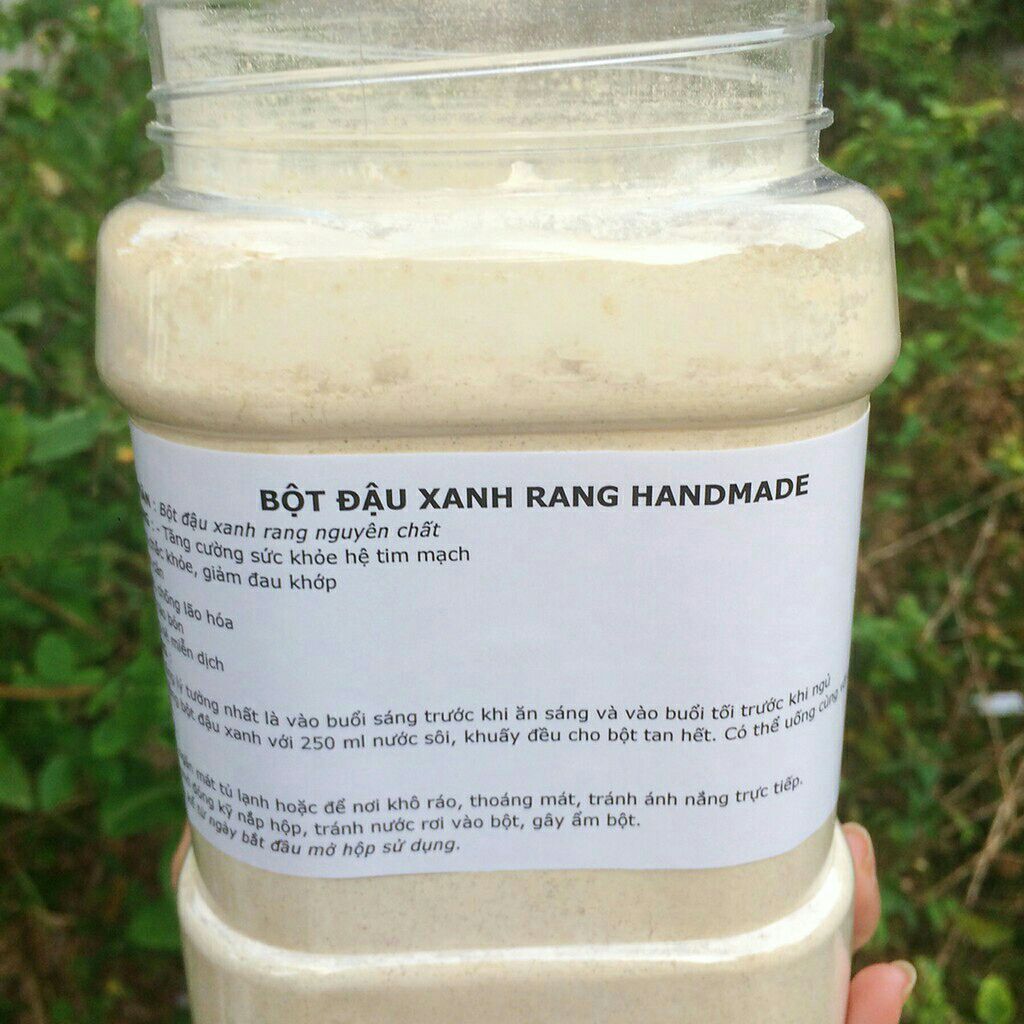 BỘT ĐẬU XANH RANG HANDMADE
: Bột đậu xanh rang nguyên chất
: - Tăng cường sức khỏe hệ tim mạch
khỏe, giảm đau khớp
lão hóa
bón
miễn dịch
lý tưởng nhất là vào buổi sáng trước khi ăn sáng và vào buổi tối trước khi ngủ
bột đậu xanh với 250 ml nước sôi, khuấy đều cho bột tan hết. Có thể uống cùng
mát tủ lạnh hoặc để nơi khô ráo, thoáng mát, tránh ánh nắng trực tiếp.
kỹ nắp hộp, tránh nước rơi vào bột, gây ẩm bột.
từ ngày bắt đầu mở hộp sử dụng.